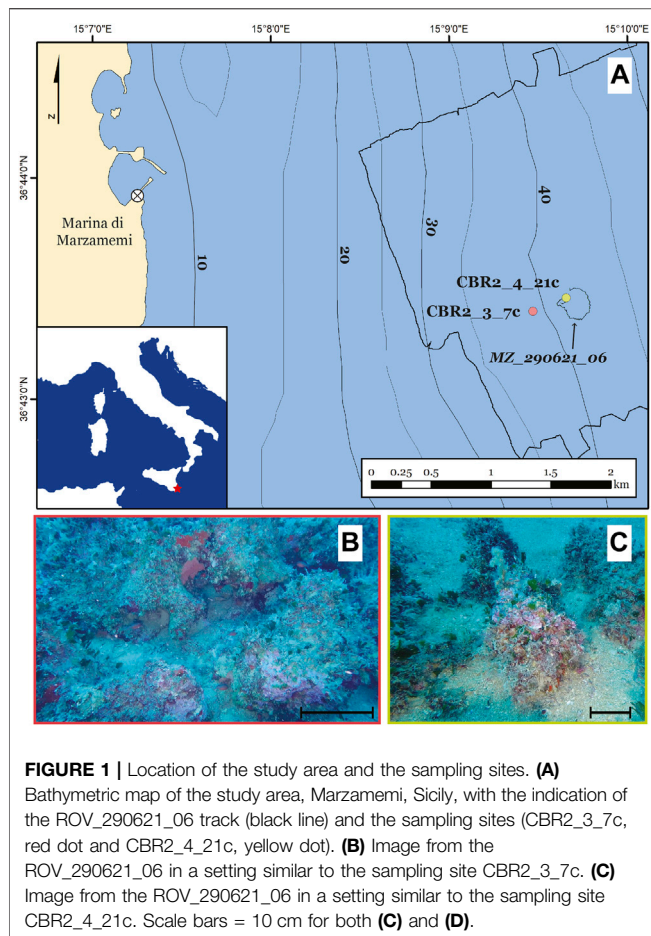 15°7'0"E 15°8'0"E 15°9'0"E 15°10'0"E
A
z
36°44'0"N
Marina di
Marzamemi
10
20
30
40
CBR2_4_21c
CBR2_3_7c
MZ_290621_06
36°43'0"N
0 0.25 0.5 1 1.5 2
km
B
C
FIGURE 1 | Location of the study area and the sampling sites. (A)
Bathymetric map of the study area, Marzamemi, Sicily, with the indication of
the ROV_290621_06 track (black line) and the sampling sites (CBR2_3_7c,
red dot and CBR2_4_21c, yellow dot). (B) Image from the
ROV_290621_06 in a setting similar to the sampling site CBR2_3_7c. (C)
Image from the ROV_290621_06 in a setting similar to the sampling site
CBR2_4_21c. Scale bars = 10 cm for both (C) and (D).